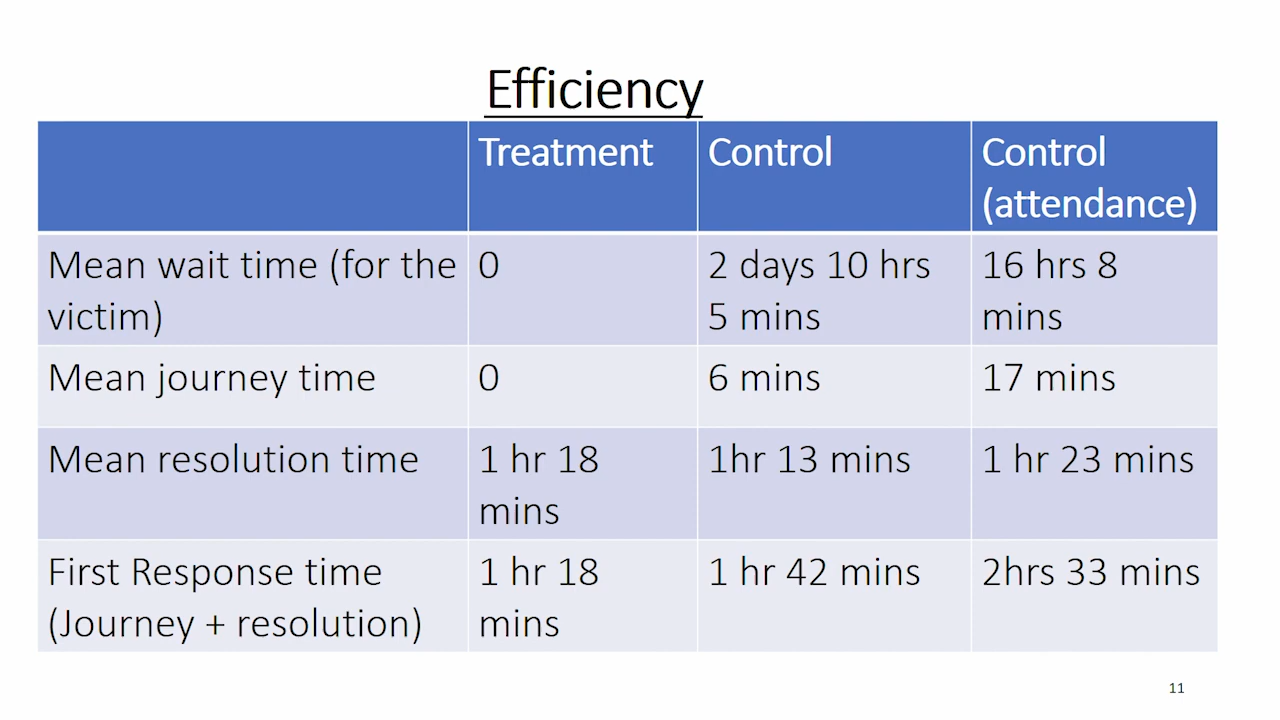 Efficiency
Treatment
Control
Control
(attendance)
Mean wait time (for the
victim)
0
2 days 10 hrs
5 mins
16 hrs 8
mins
Mean journey time
0
6 mins
17 mins
Mean resolution time
1 hr 18
mins
1hr 13 mins
1 hr 23 mins
First Response time
(Journey + resolution)
1 hr 18
mins
1 hr 42 mins
2hrs 33 mins
11